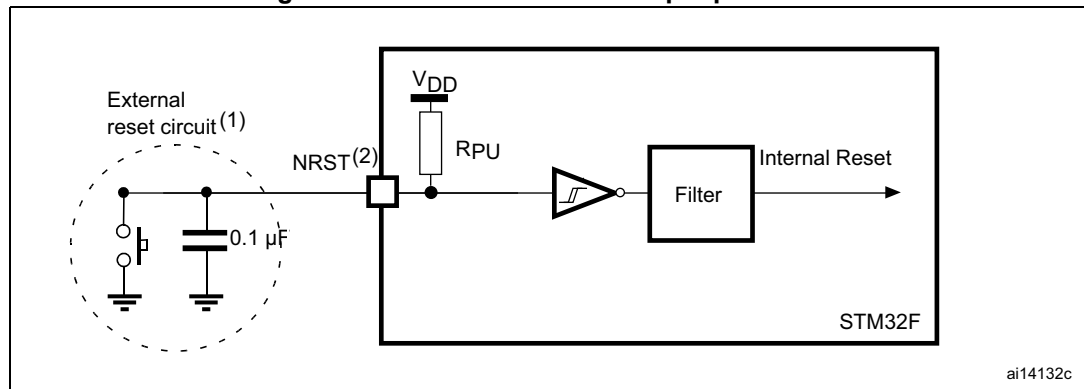 External
reset circuit(1)
NRST(2)
VDD
RPU
0.1 µF
Filter
Internal Reset
STM32F
ai14132c